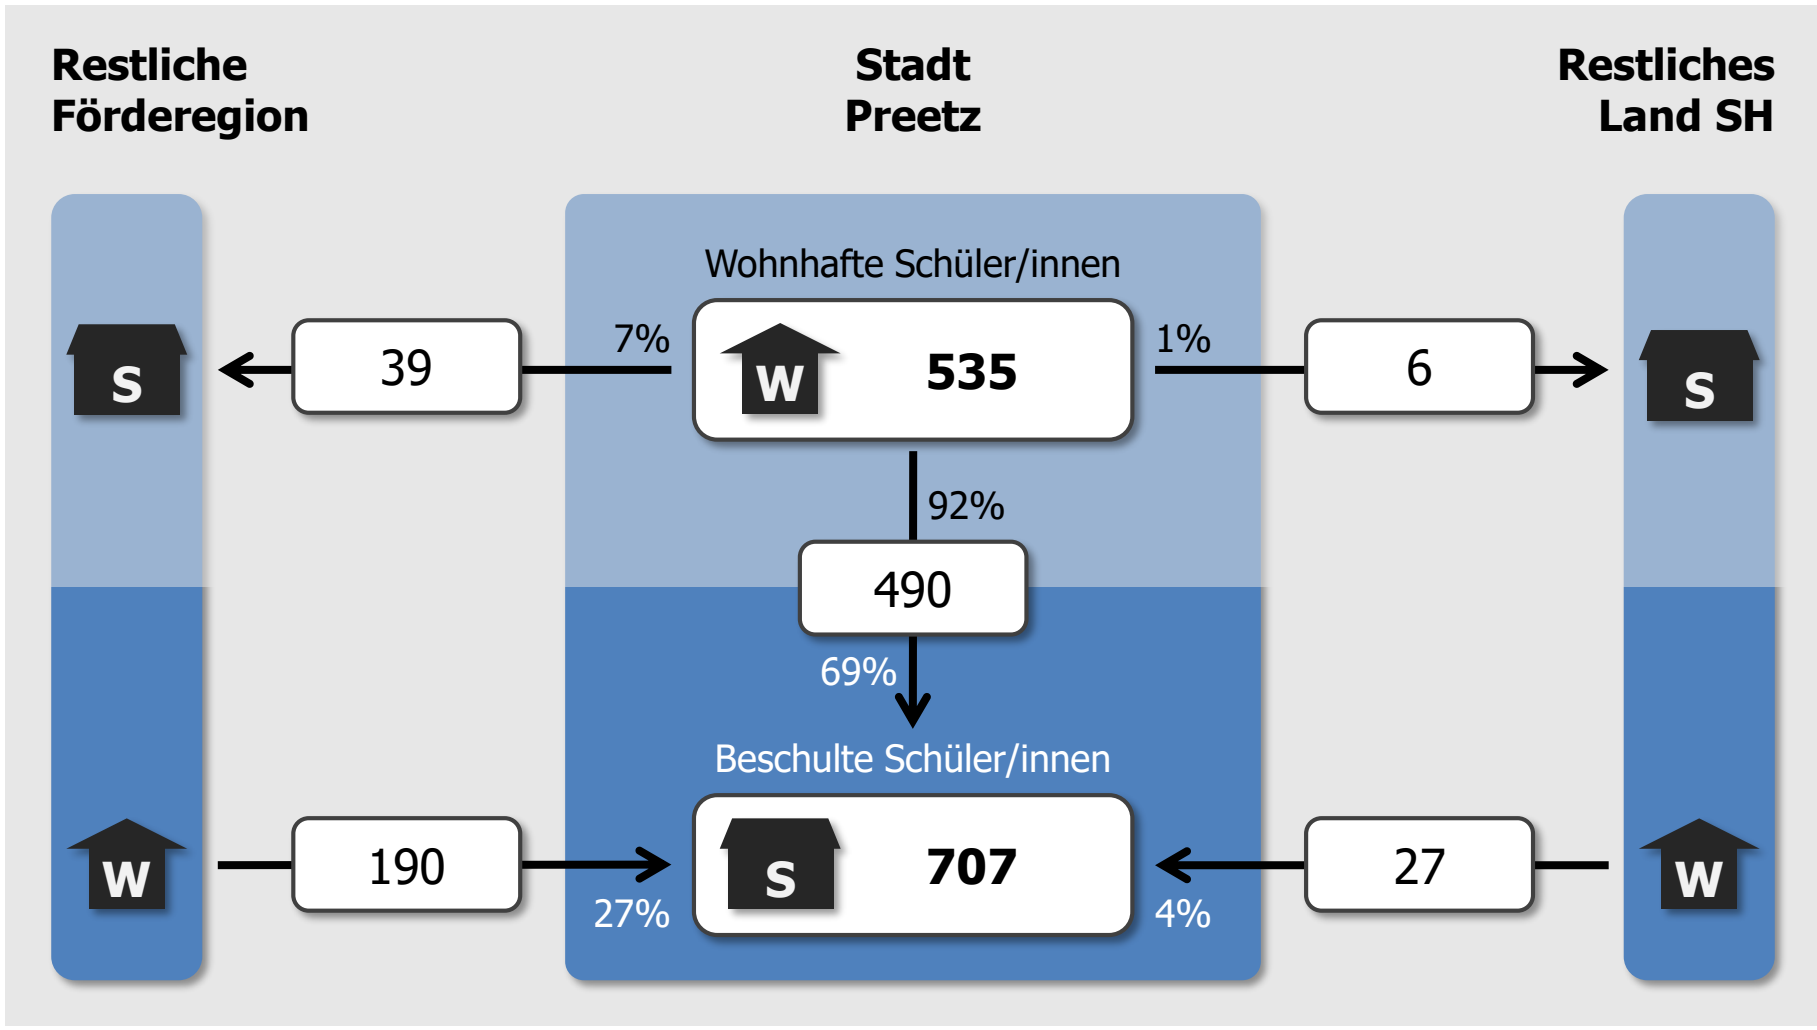 Restliche
Förderegion
Stadt
Preetz
Restliches
Land SH
Wohnhafte Schüler/innen
S
39
7%
W
535
1%
6
S
92%
490
69%
Beschulte Schüler/innen
W
190
27%
S
707
4%
27
W